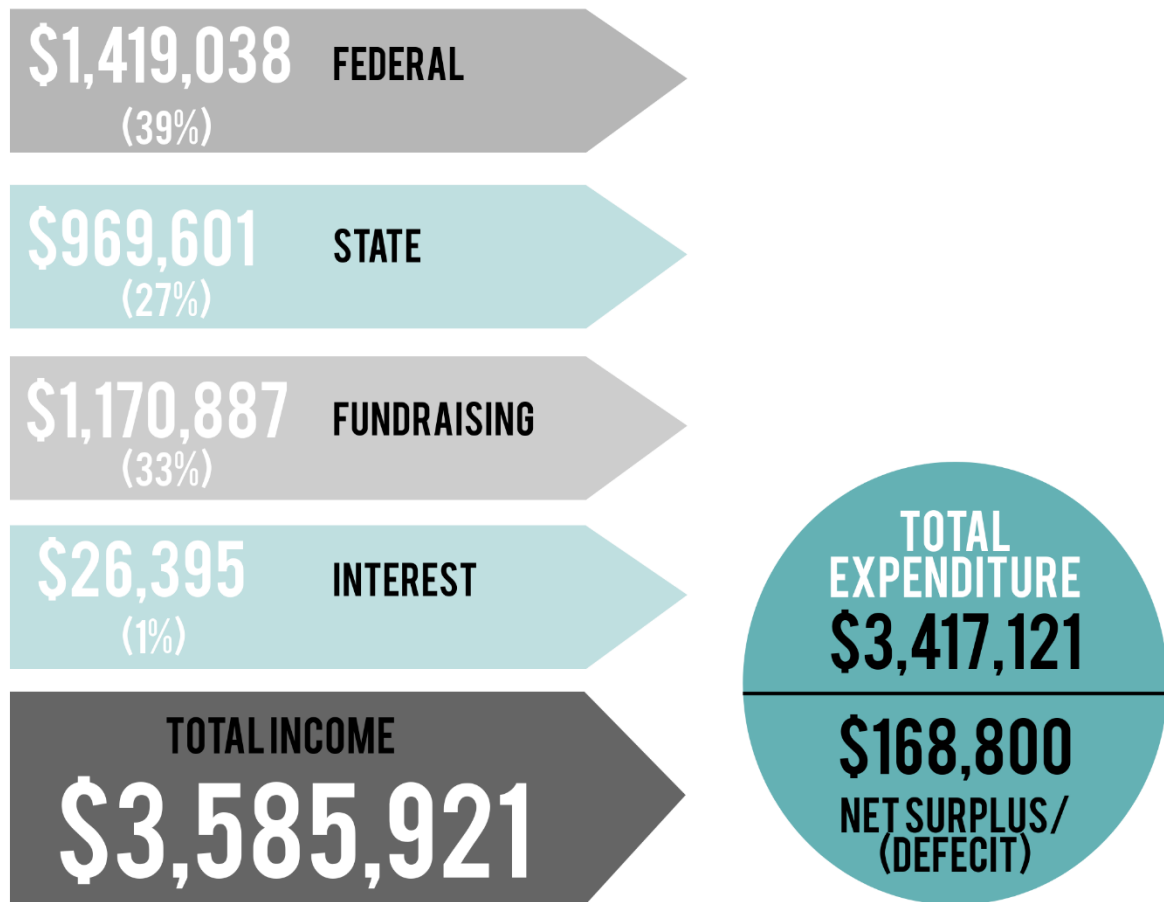 $1,419,038 FEDERAL
(39%)
$969,601 STATE
(27%)
$1,170,887 FUNDRAISING
(33%)
$26,395 INTEREST
(1%)
TOTAL INCOME
$3,585,921
TOTAL
EXPENDITURE
$3,417,121
$168,800
NET SURPLUS/
(DEFECIT)